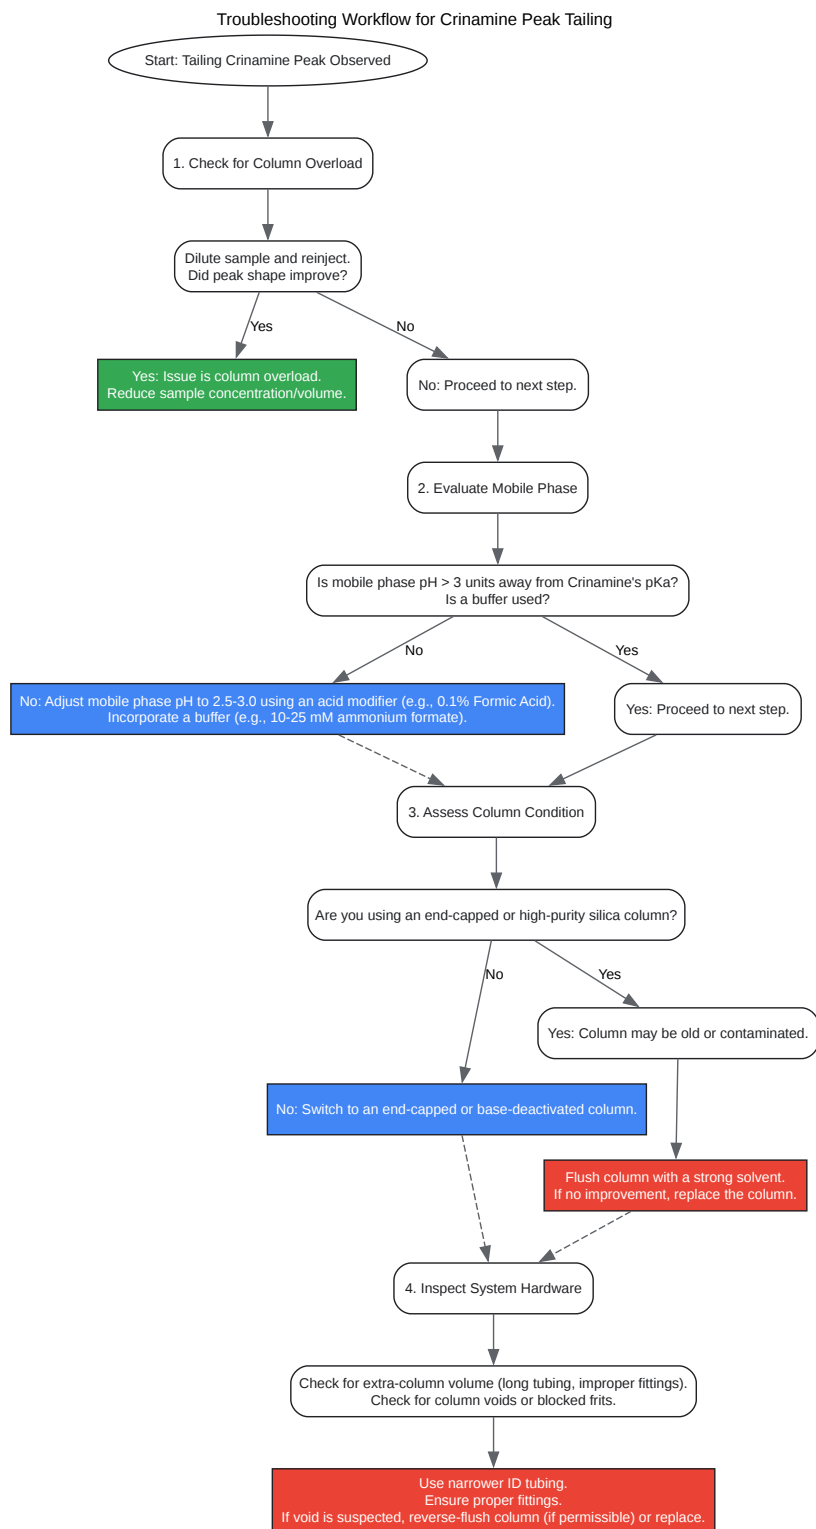 Troubleshooting Workflow for Crinamine Peak Tailing
Start: Tailing Crinamine Peak Observed
1. Check for Column Overload
Dilute sample and reinject.
Did peak shape improve?
Yes
No
Yes: Issue is column overload.
Reduce sample concentration/volume.
No: Proceed to next step.
2. Evaluate Mobile Phase
Is mobile phase pH > 3 units away from Crinamine's pKa?
Is a buffer used?
No
Yes
No: Adjust mobile phase pH to 2.5-3.0 using an acid modifier (e.g., 0.1% Formic Acid).
Incorporate a buffer (e.g., 10-25 mM ammonium formate).
Yes: Proceed to next step.
3. Assess Column Condition
Are you using an end-capped or high-purity silica column?
No
Yes
Yes: Column may be old or contaminated.
No: Switch to an end-capped or base-deactivated column.
Flush column with a strong solvent.
If no improvement, replace the column.
4. Inspect System Hardware
Check for extra-column volume (long tubing, improper fittings).
Check for column voids or blocked frits.
Use narrower ID tubing.
Ensure proper fittings.
If void is suspected, reverse-flush column (if permissible) or replace.